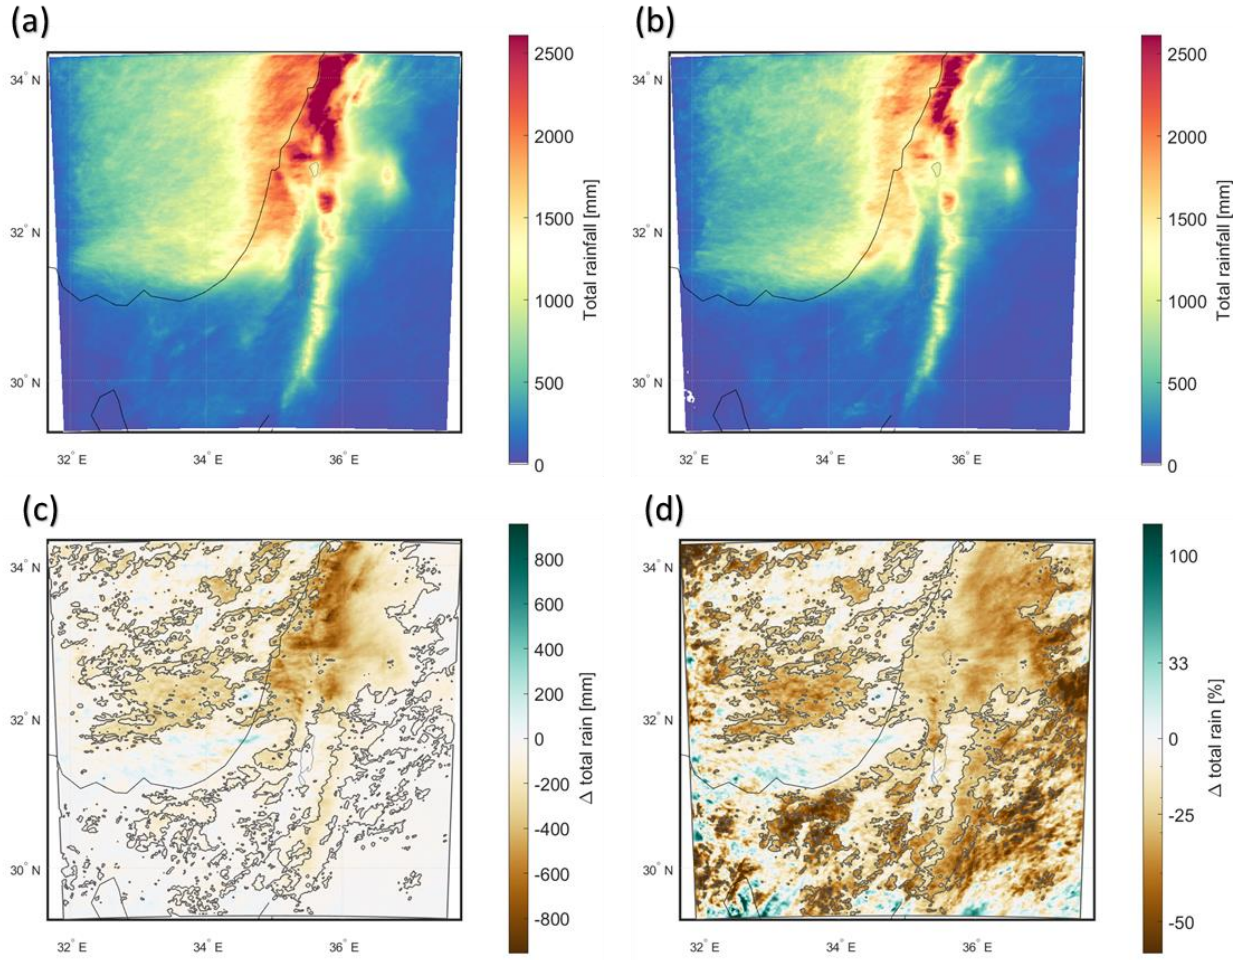 (a)
34° N
32° N
30° N
32° E
34° E
36° E
2500
2000
1500
1000
500
0
Total rainfall [mm]
(b)
34° N
32° N
30° N
32° E
34° E
36° E
2500
2000
1500
1000
500
0
Total rainfall [mm]
(c)
34° N
32° N
30° N
32° E
34° E
36° E
800
600
400
200
0
-200
-400
-600
-800
Δ total rain [mm]
(d)
34° N
32° N
30° N
32° E
34° E
36° E
100
33
0
-25
-50
Δ total rain [%]